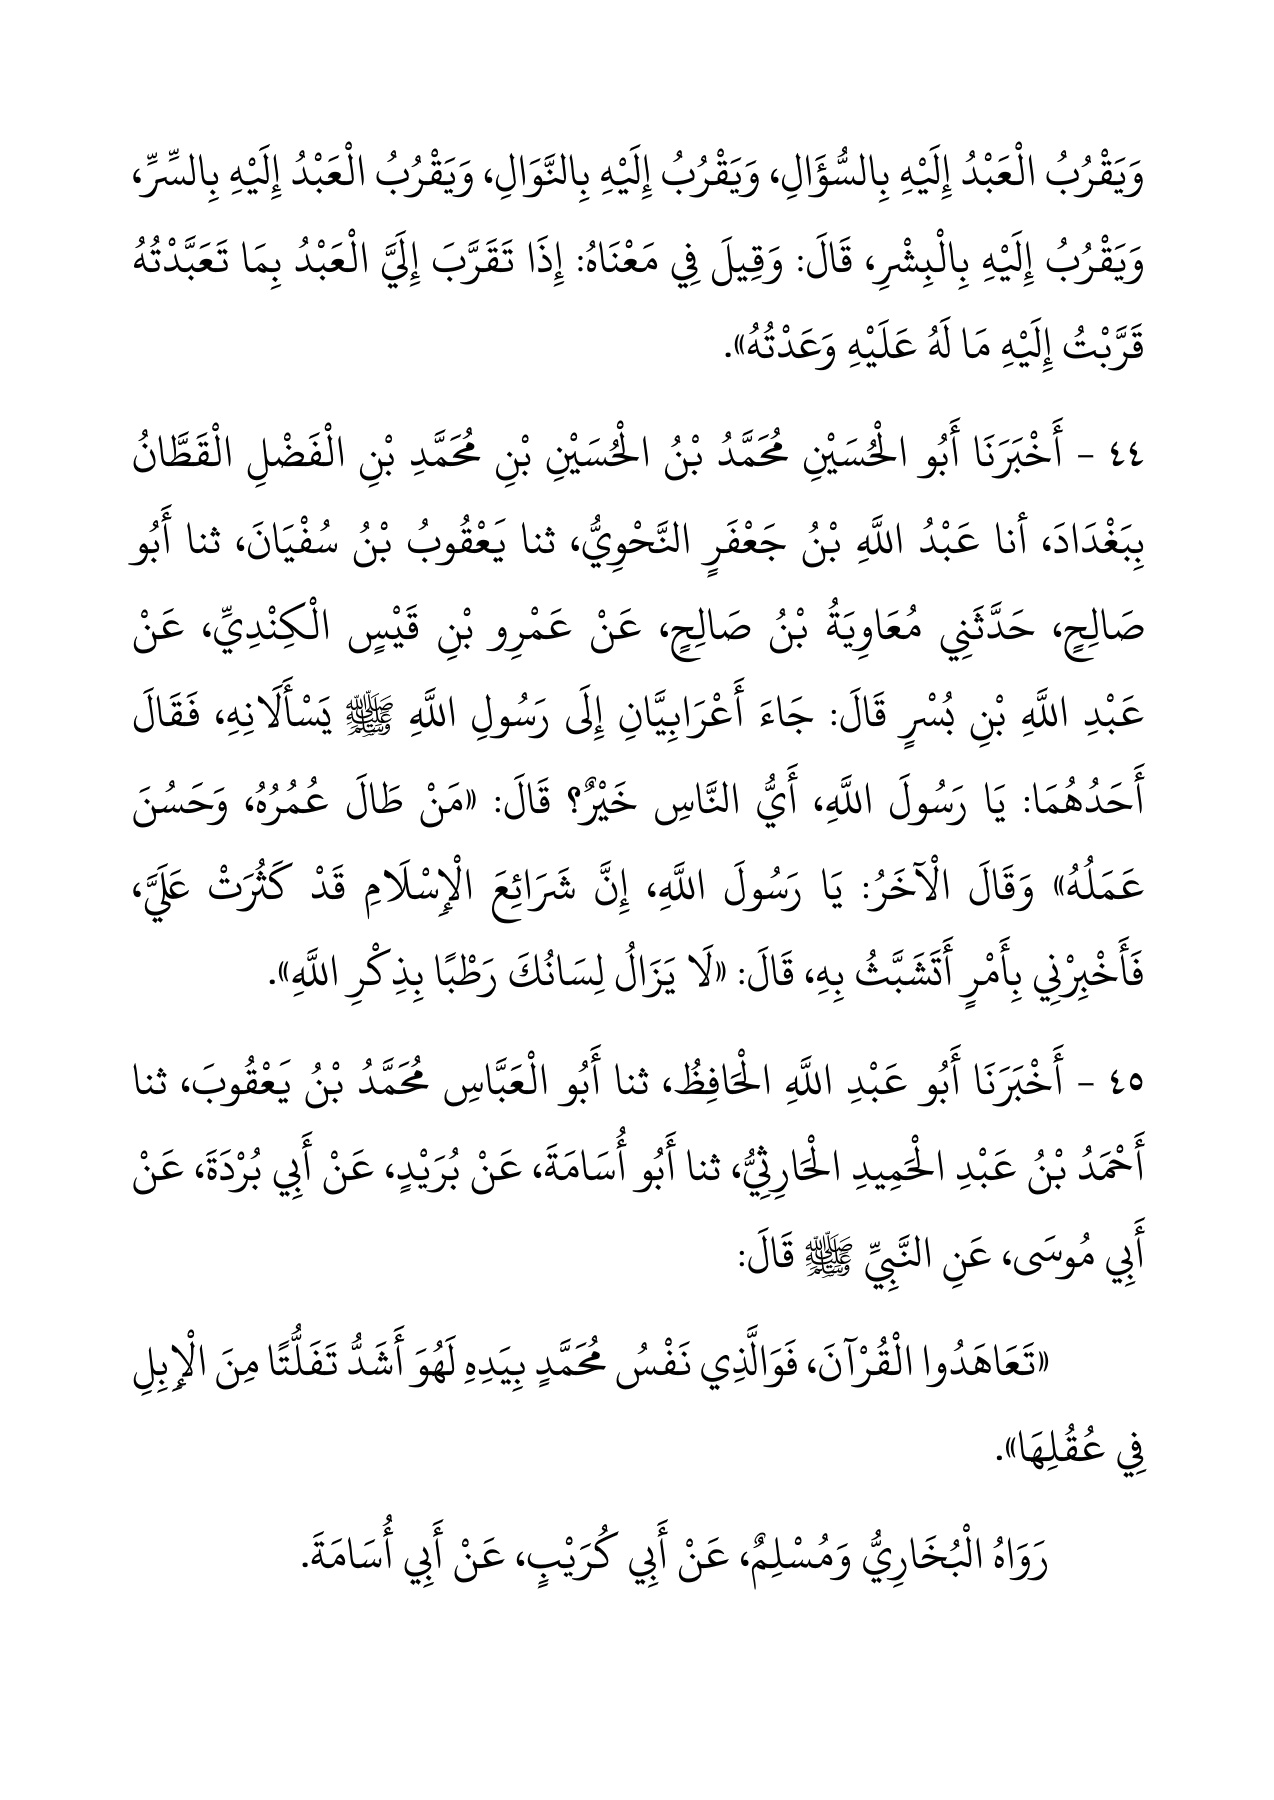 وَيَقْرُبُ الْعَبْدُ إِلَيْهِ بِالسُّؤَالِ، وَيَقْرُبُ إِلَيْهِ بِالنَّوَالِ، وَيَقْرُبُ الْعَبْدُ إِلَيْهِ بِالسِّرِّ،
وَيَقْرُبُ إِلَيْهِ بِالْبِشْرِ، قَالَ: وَقِيلَ فِي مَعْنَاهُ: إِذَا تَقَرَّبَ إِلَيَّ الْعَبْدُ بِمَا تَعَبَّدْتُهُ
قَرَّبْتُ إِلَيْهِ مَا لَهُ عَلَيْهِ وَعَدْتُهُ».
٤٤ - أَخْبَرَنَا أَبُو الْحُسَيْنِ مُحَمَّدُ بْنُ الْحُسَيْنِ بْنِ مُحَمَّدِ بْنِ الْفَضْلِ الْقَطَّانُ
بِبَغْدَادَ، أنا عَبْدُ اللَّهِ بْنُ جَعْفَرٍ النَّحْوِيُّ، ثنا يَعْقُوبُ بْنُ سُفْيَانَ، ثنا أَبُو
صَالِحٍ، حَدَّثَنِي مُعَاوِيَةُ بْنُ صَالِحٍ، عَنْ عَمْرِو بْنِ قَيْسٍ الْكِنْدِيِّ، عَنْ
عَبْدِ اللَّهِ بْنِ بُسْرٍ قَالَ: جَاءَ أَعْرَابِيَّانِ إِلَى رَسُولِ اللَّهِ ﷺ يَسْأَلَانِهِ، فَقَالَ
أَحَدُهُمَا: يَا رَسُولَ اللَّهِ، أَيُّ النَّاسِ خَيْرٌ؟ قَالَ: «مَنْ طَالَ عُمُرُهُ، وَحَسُنَ
عَمَلُهُ» وَقَالَ الْآخَرُ: يَا رَسُولَ اللَّهِ، إِنَّ شَرَائِعَ الْإِسْلَامِ قَدْ كَثُرَتْ عَلَيَّ،
فَأَخْبِرْنِي بِأَمْرٍ أَتَشَبَّثُ بِهِ، قَالَ: «لَا يَزَالُ لِسَانُكَ رَطْبًا بِذِكْرِ اللَّهِ».
٤٥ - أَخْبَرَنَا أَبُو عَبْدِ اللَّهِ الْحَافِظُ، ثنا أَبُو الْعَبَّاسِ مُحَمَّدُ بْنُ يَعْقُوبَ، ثنا
أَحْمَدُ بْنُ عَبْدِ الْحَمِيدِ الْحَارِثِيُّ، ثنا أَبُو أُسَامَةَ، عَنْ بُرَيْدٍ، عَنْ أَبِي بُرْدَةَ، عَنْ
أَبِي مُوسَى، عَنِ النَّبِيِّ ﷺ قَالَ:
«تَعَاهَدُوا الْقُرْآنَ، فَوَالَّذِي نَفْسُ مُحَمَّدٍ بِيَدِهِ لَهُوَ أَشَدُّ تَفَلُّتًا مِنَ الْإِبِلِ
فِي عُقُلِهَا».
رَوَاهُ الْبُخَارِيُّ وَمُسْلِمٌ، عَنْ أَبِي كُرَيْبٍ، عَنْ أَبِي أُسَامَةَ.